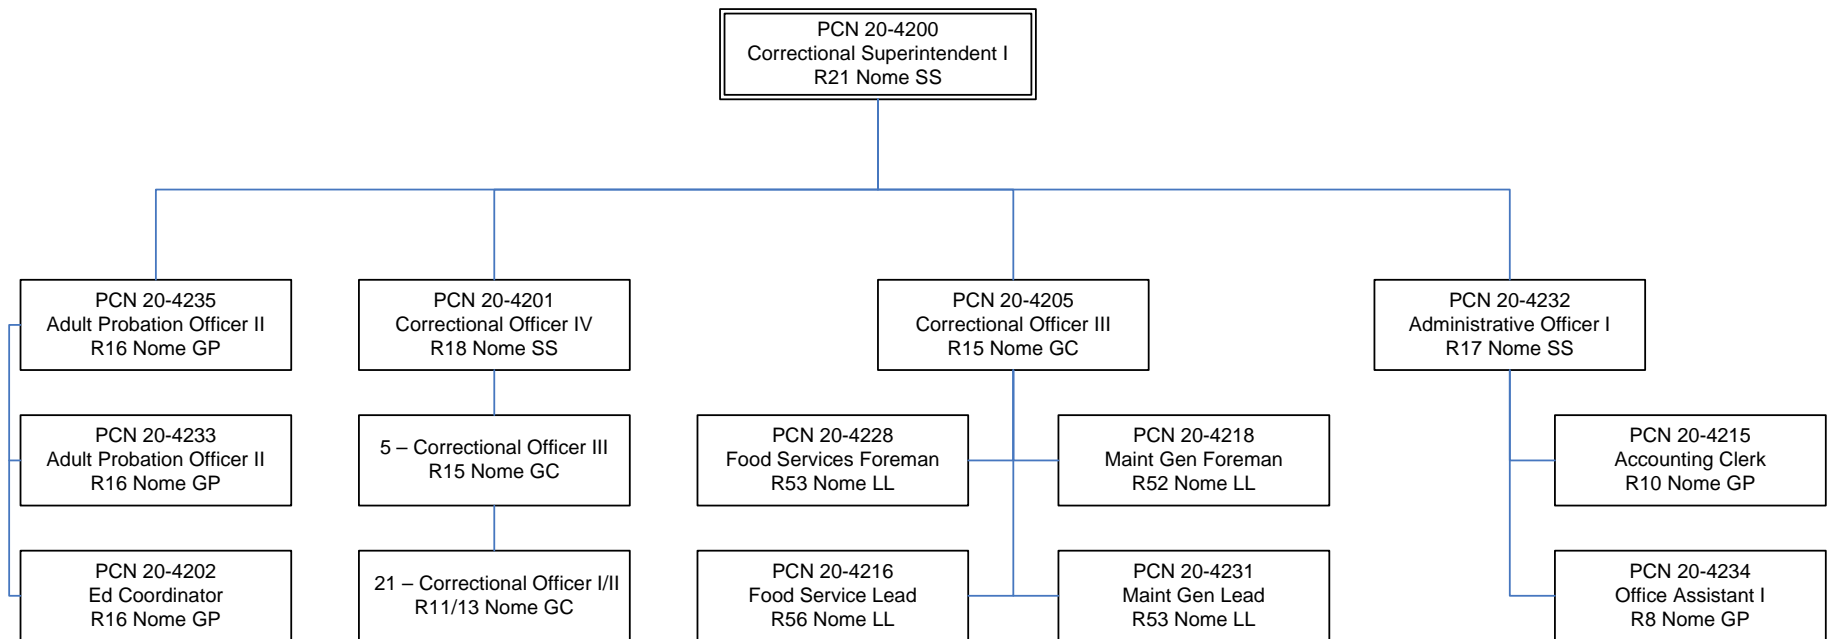 PCN 20-4200
Correctional Superintendent I
R21 Nome SS
PCN 20-4235
Adult Probation Officer II
R16 Nome GP
PCN 20-4201
Correctional Officer IV
R18 Nome SS
PCN 20-4205
Correctional Officer III
R15 Nome GC
PCN 20-4232
Administrative Officer I
R17 Nome SS
PCN 20-4233
Adult Probation Officer II
R16 Nome GP
5 – Correctional Officer III
R15 Nome GC
PCN 20-4228
Food Services Foreman
R53 Nome LL
PCN 20-4218
Maint Gen Foreman
R52 Nome LL
PCN 20-4215
Accounting Clerk
R10 Nome GP
PCN 20-4202
Ed Coordinator
R16 Nome GP
21 – Correctional Officer I/II
R11/13 Nome GC
PCN 20-4216
Food Service Lead
R56 Nome LL
PCN 20-4231
Maint Gen Lead
R53 Nome LL
PCN 20-4234
Office Assistant I
R8 Nome GP